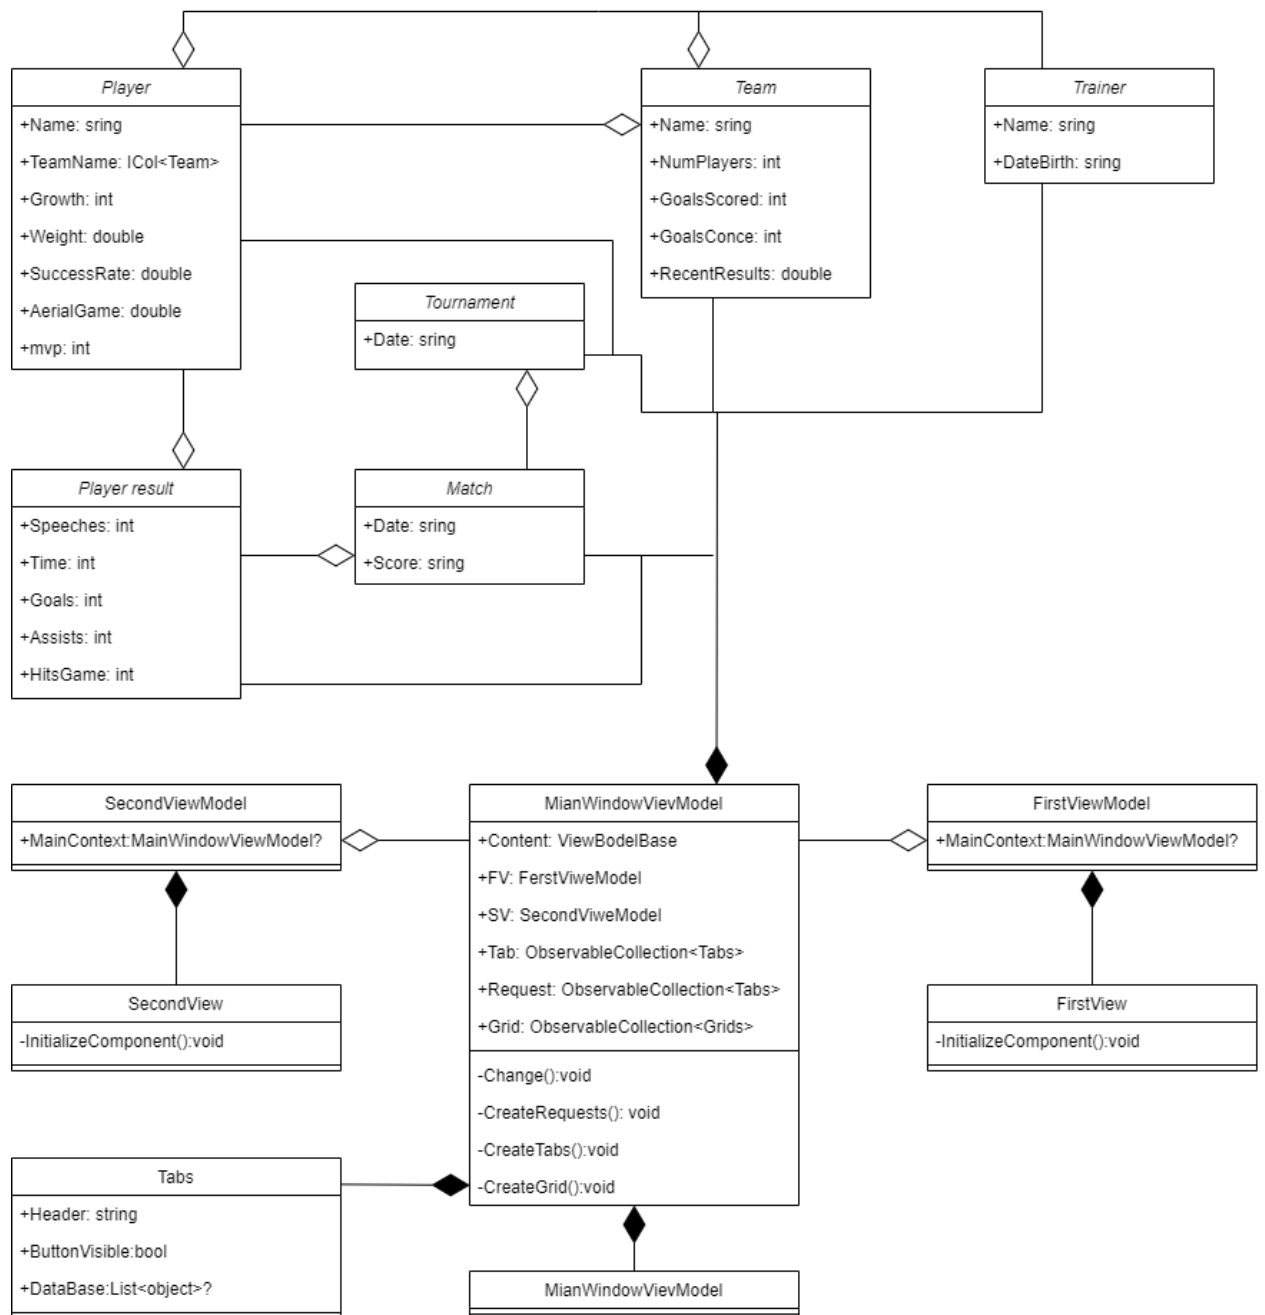 Player
+Name: sring
+TeamName: ICol<Team>
+Growth: int
+Weight: double
+SuccessRate: double
+AerialGame: double
+mvp: int
Team
+Name: sring
+NumPlayers: int
+GoalsScored: int
+GoalsConce: int
+RecentResults: double
Trainer
+Name: sring
+DateBirth: sring
Tournament
+Date: sring
Player result
+Speeches: int
+Time: int
+Goals: int
+Assists: int
+HitsGame: int
Match
+Date: sring
+Score: sring
SecondViewModel
+MainContext:MainWindowViewModel?
MianWindowVievModel
+Content: ViewBodelBase
+FV: FerstViweModel
+SV: SecondViweModel
+Tab: ObservableCollection<Tabs>
+Request: ObservableCollection<Tabs>
+Grid: ObservableCollection<Grids>
-Change():void
-CreateRequests(): void
-CreateTabs():void
-CreateGrid():void
FirstViewModel
+MainContext:MainWindowViewModel?
SecondView
-InitializeComponent():void
FirstView
-InitializeComponent():void
Tabs
+Header: string
+ButtonVisible:bool
+DataBase:List<object>?
MianWindowVievModel